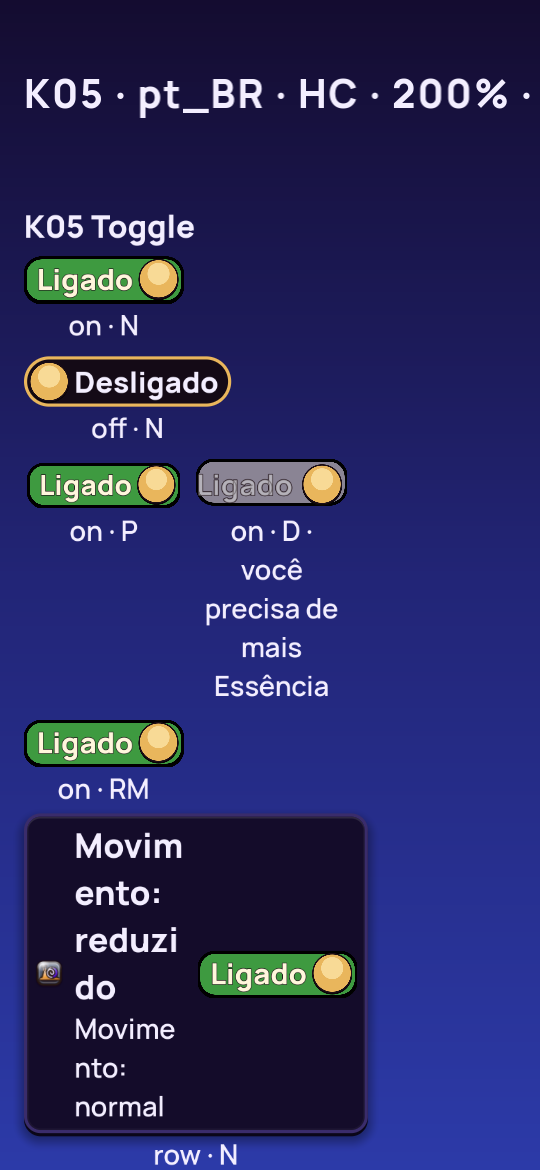 K05 · pt_BR · HC · 200% ·
K05 Toggle
Ligado
on · N
Desligado
off · N
Ligado
on · P
Ligado
on · D ·
você
precisa de
mais
Essência
Ligado
on · RM
Movim
ento:
reduzi
do
Movime
nto:
normal
Ligado
row · N